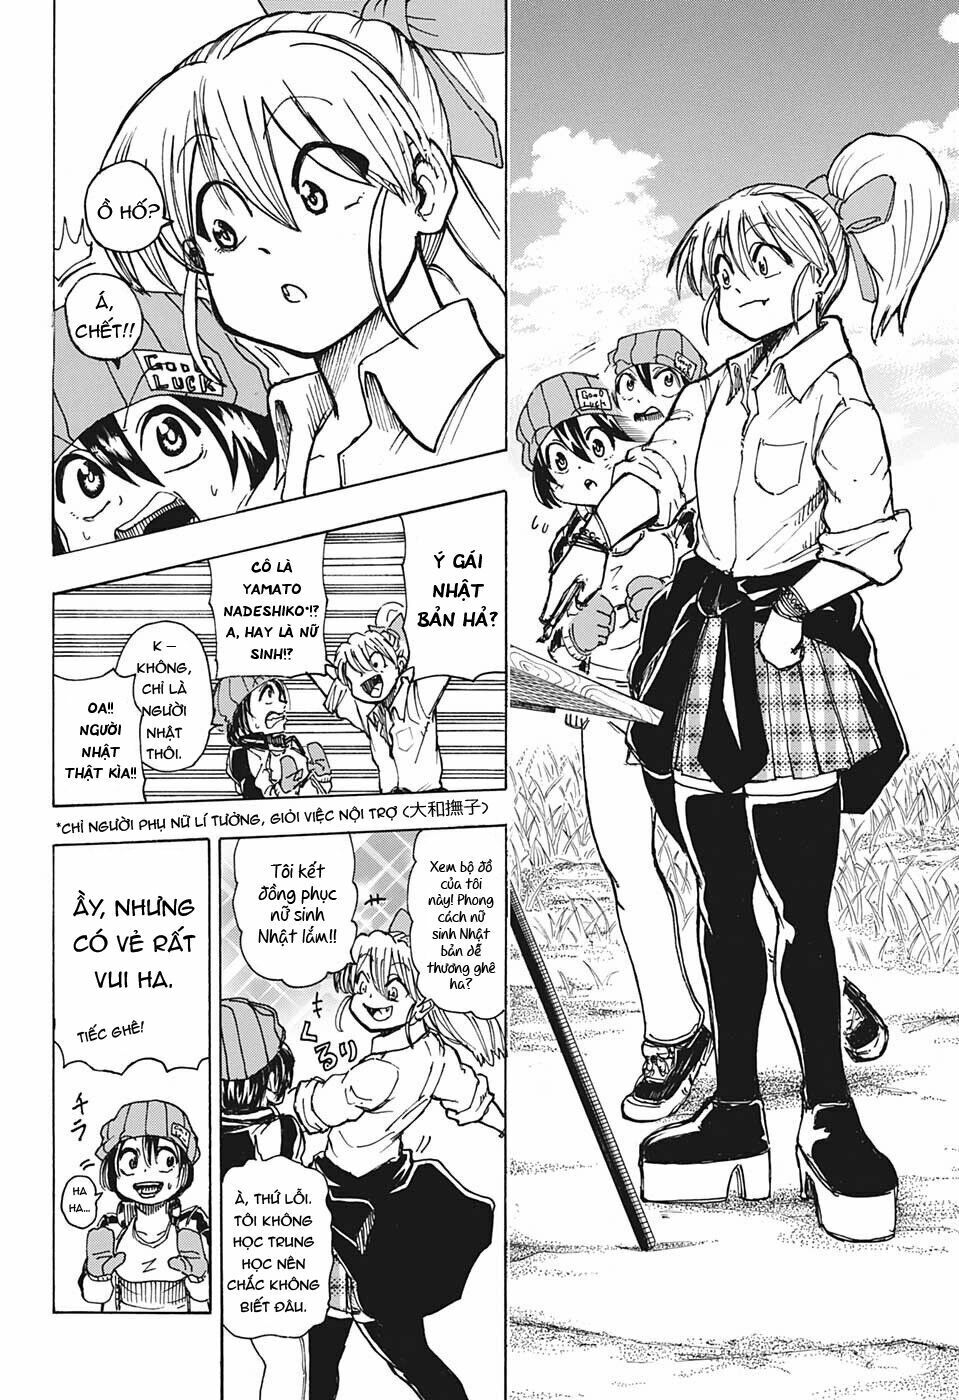 GOOD
LUCK
Ồ HỐ?
Á,
CHẾT!!
GOOD
LUCK
Ý GÁI
NHẬT
BẢN HẢ?
CÔ LÀ
YAMATO
NADESHIKO*!?
A, HAY LÀ NỮ
SINH!?
K –
KHÔNG,
CHỈ LÀ
NGƯỜI
NHẬT
THÔI.
OA!!
NGƯỜI
NHẬT
THẬT KÌA!!
*CHỈ NGƯỜI PHỤ NỮ LÍ TƯỞNG, GIỎI VIỆC NỘI TRỢ (大和撫子)
Xem bộ đồ
của tôi
này! Phong
cách nữ
sinh Nhật
bản dễ
thương ghê
ha?
Tôi kết
đồng phục
nữ sinh
Nhật lắm!!
くるり
À, THỨ LỖI.
TÔI KHÔNG
HỌC TRUNG
HỌC NÊN
CHẮC KHÔNG
BIẾT ĐÂU.
ẦY, NHƯNG
CÓ VẺ RẤT
VUI HA.
TIẾC GHÊ!
チラ
HA
HA...
Z